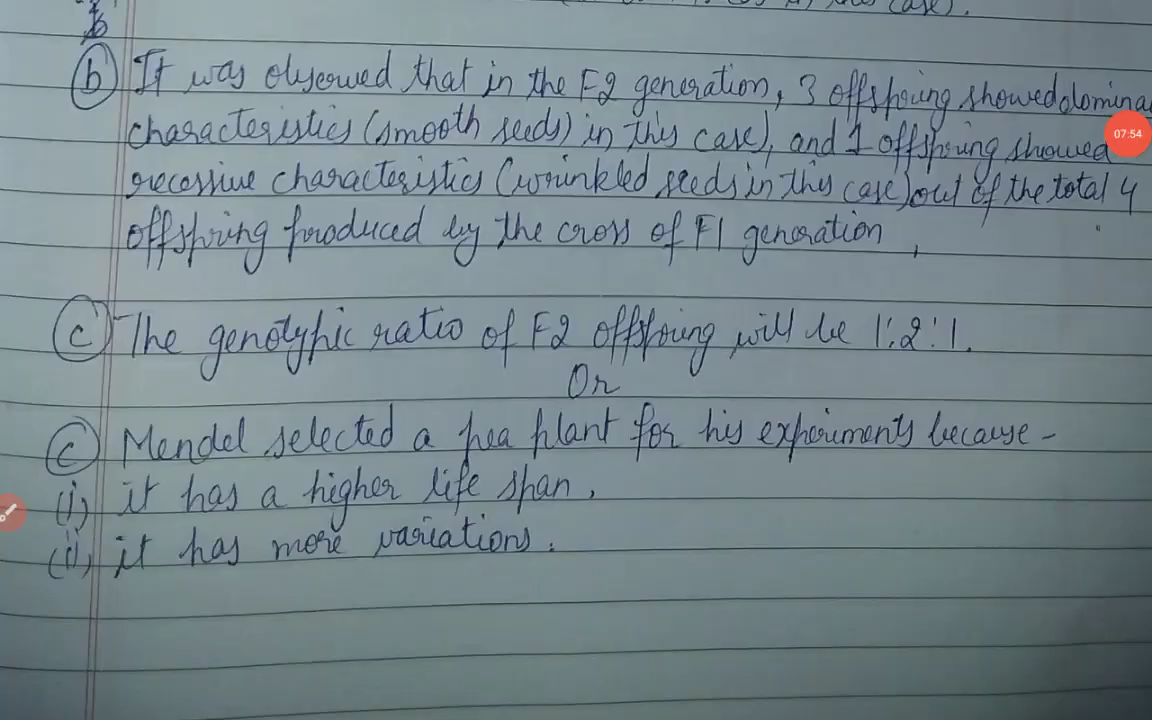 case).
b
(b) It was observed that in the F2 generation, 3 offspring showed domina
characteristics (smooth seeds) in this case), and 1 offspring showed
07:54
recessive characteristics (wrinkled seeds in this case) out of the total 4
offspring produced by the cross of F1 generation,
(c) The genotypic ratio of F2 offspring will be 1:2:1.
Or
(c) Mendel selected a pea plant for his experiments because -
(i) it has a higher life span.
(ii) it has more variations.